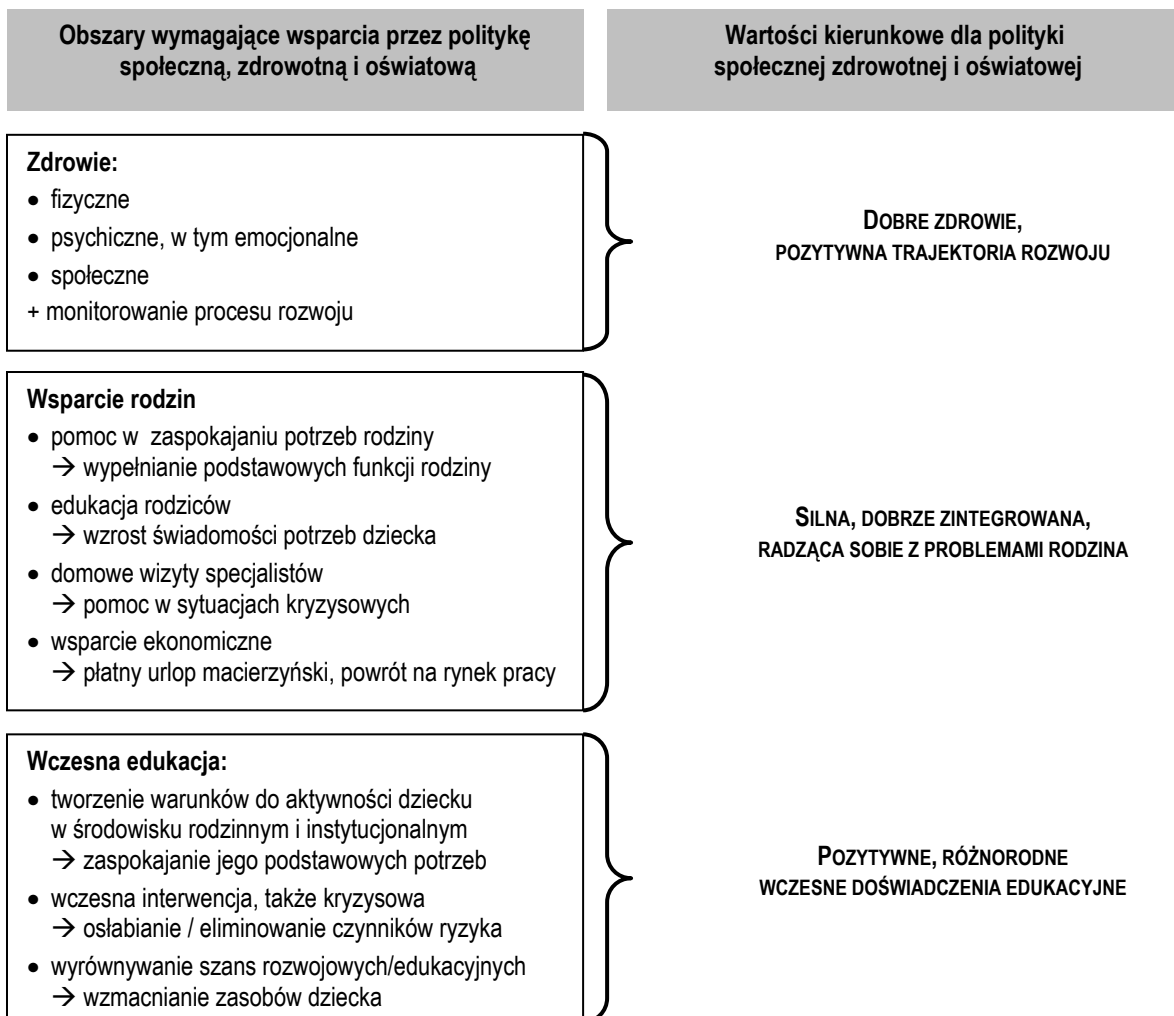 Obszary wymagające wsparcia przez politykę
społeczną, zdrowotną i oświatową
Wartości kierunkowe dla polityki
społecznej zdrowotnej i oświatowej
Zdrowie:
• fizyczne
• psychiczne, w tym emocjonalne
• społeczne
+ monitorowanie procesu rozwoju
DOBRE ZDROWIE,
POZYTYWNA TRAJEKTORIA ROZWOJU
Wsparcie rodzin
• pomoc w zaspokajaniu potrzeb rodziny
→ wypełnianie podstawowych funkcji rodziny
• edukacja rodziców
→ wzrost świadomości potrzeb dziecka
• domowe wizyty specjalistów
→ pomoc w sytuacjach kryzysowych
• wsparcie ekonomiczne
→ płatny urlop macierzyński, powrót na rynek pracy
SILNA, DOBRZE ZINTEGROWANA,
RADZĄCA SOBIE Z PROBLEMAMI RODZINA
Wczesna edukacja:
• tworzenie warunków do aktywności dziecku
w środowisku rodzinnym i instytucjonalnym
→ zaspokajanie jego podstawowych potrzeb
• wczesna interwencja, także kryzysowa
→ osłabianie / eliminowanie czynników ryzyka
• wyrównywanie szans rozwojowych/edukacyjnych
→ wzmacnianie zasobów dziecka
POZYTYWNE, RÓŻNORODNE
WCZESNE DOŚWIADCZENIA EDUKACYJNE